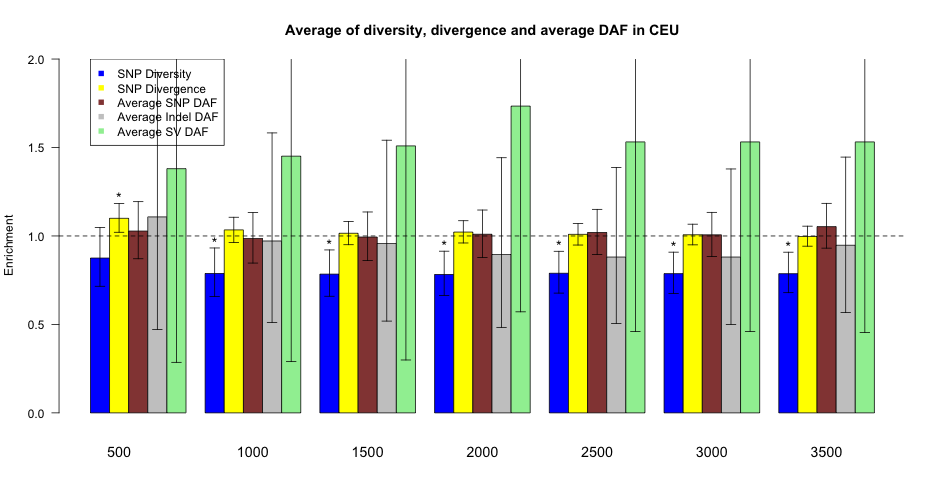 Average of diversity, divergence and average DAF in CEU
Enrichment
2.0
1.5
1.0
0.5
0.0
SNP Diversity
SNP Divergence
Average SNP DAF
Average Indel DAF
Average SV DAF
*
* * * * * *
500 1000 1500 2000 2500 3000 3500